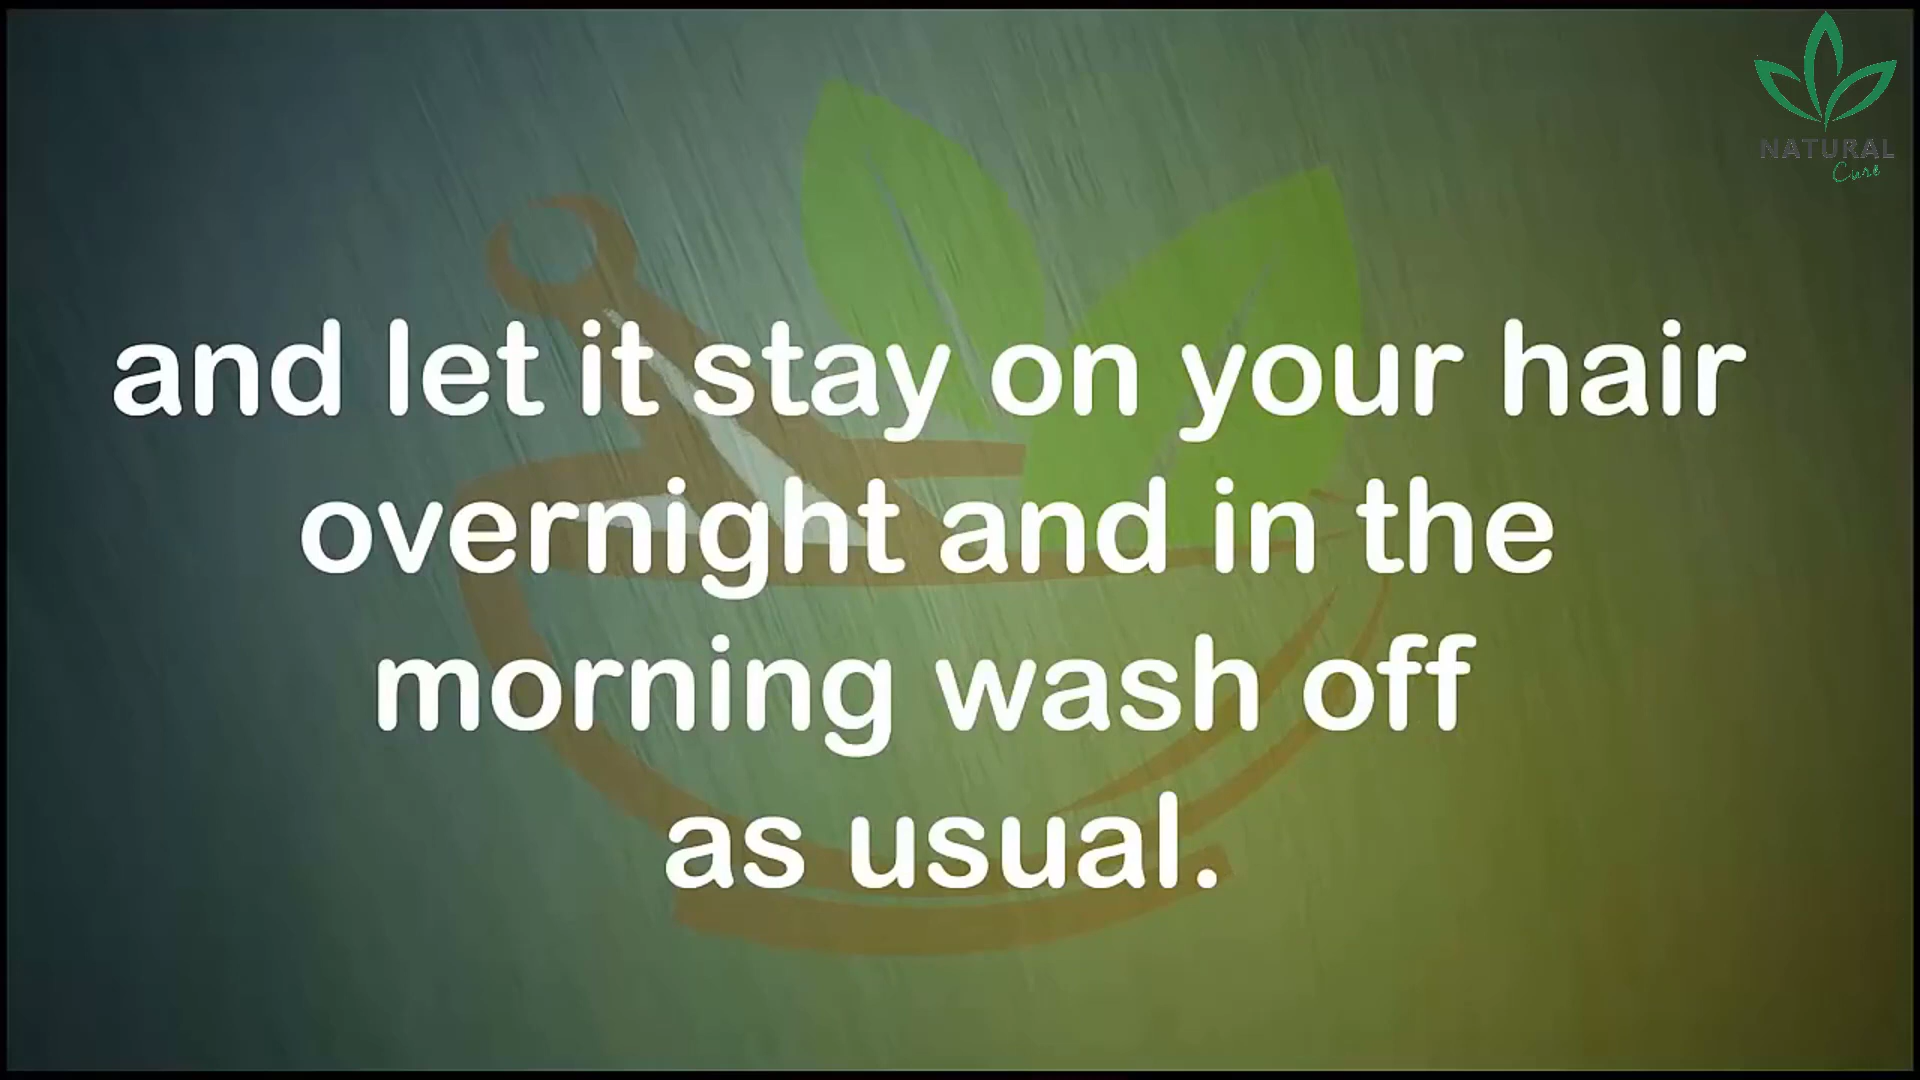 NATURAL
Cure
and let it stay on your hair
overnight and in the
morning wash off
as usual.